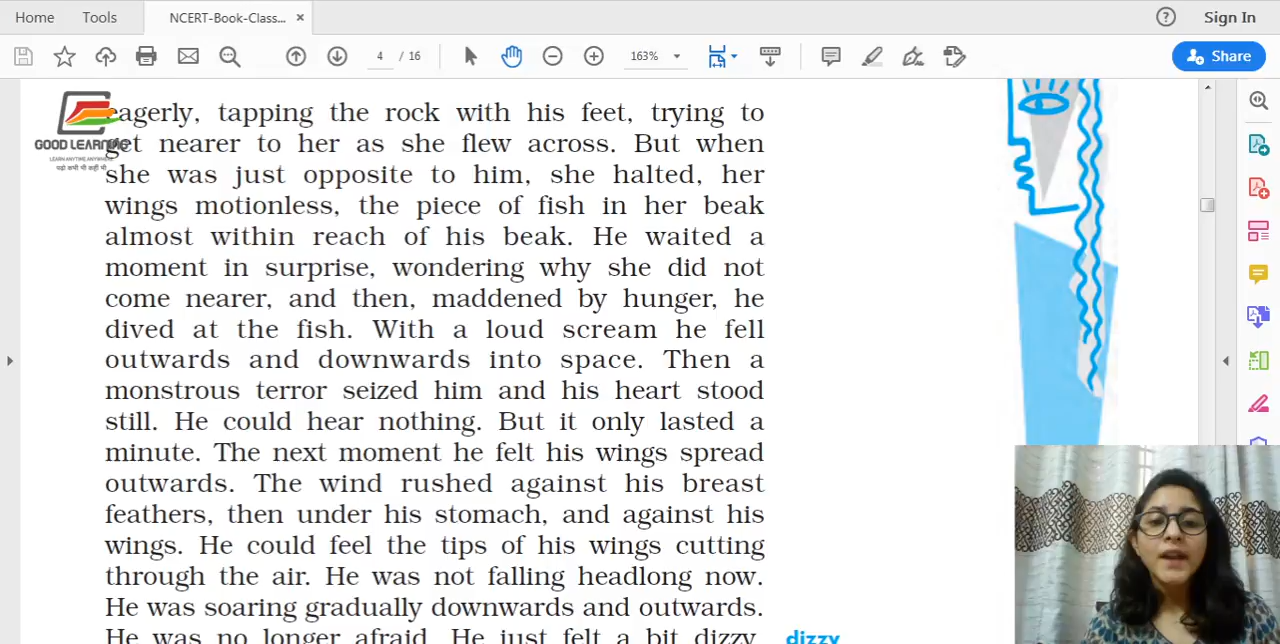 Home Tools NCERT-Book-Class... × Sign In
4 / 16 163% Share
eagerly, tapping the rock with his feet, trying to
GOOD LEARNING
LEARN ANYTIME ANYWHERE
पढ़ो कभी भी कहीं भी
get nearer to her as she flew across. But when
she was just opposite to him, she halted, her
wings motionless, the piece of fish in her beak
almost within reach of his beak. He waited a
moment in surprise, wondering why she did not
come nearer, and then, maddened by hunger, he
dived at the fish. With a loud scream he fell
outwards and downwards into space. Then a
monstrous terror seized him and his heart stood
still. He could hear nothing. But it only lasted a
minute. The next moment he felt his wings spread
outwards. The wind rushed against his breast
feathers, then under his stomach, and against his
wings. He could feel the tips of his wings cutting
through the air. He was not falling headlong now.
He was soaring gradually downwards and outwards.
He was no longer afraid. He just felt a bit dizzy.
dizzy